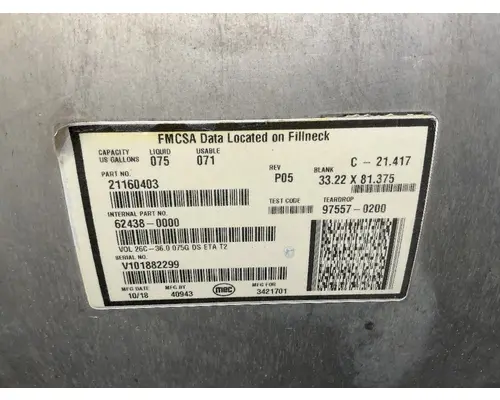 FMCSA Data Located on Fillneck
CAPACITY LIQUID USABLE
US GALLONS 075 071
C - 21.417
PART NO. REV BLANK
21160403 P05 33.22 X 81.375
INTERNAL PART NO. TEST CODE TEARDROP
62438-0000 97557-0200
VOL 26C-36.0 075G DS ETA T2
SERIAL NO.
V101882299
MFG DATE MFG BY MFG FOR
10/18 40943 mec 3421701